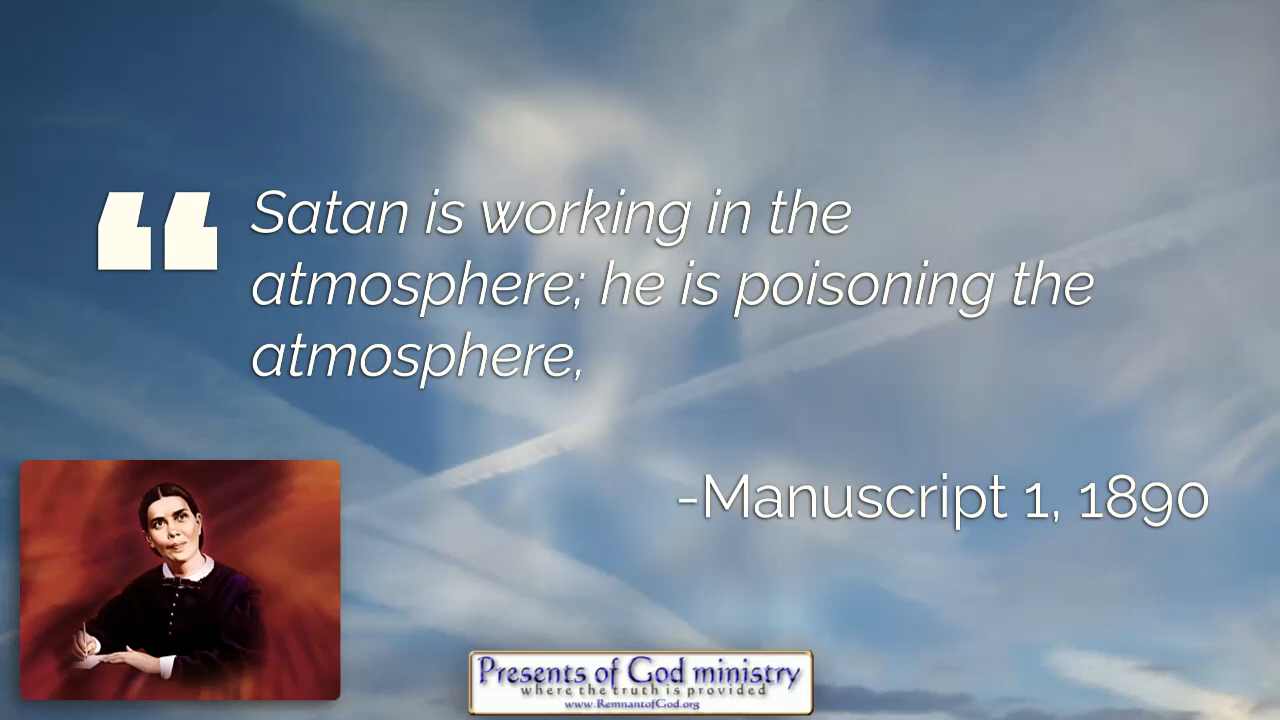 “
Satan is working in the
atmosphere; he is poisoning the
atmosphere,
-Manuscript 1, 1890
Presents of God ministry
where the truth is provided
www.RemnantofGod.org